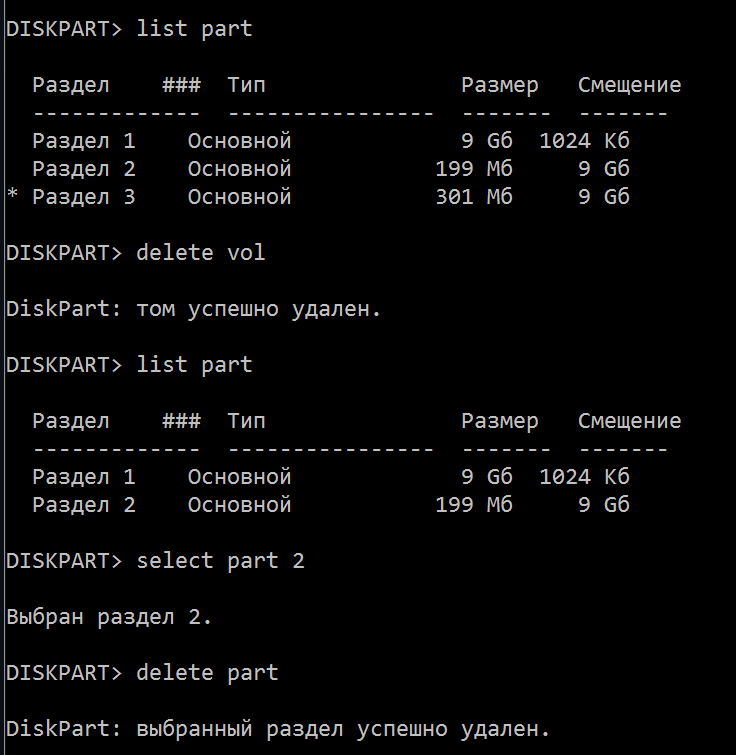 DISKPART> list part
  Раздел    ###  Тип               Размер   Смещение
  -------------  ----------------  -------  -------
  Раздел 1    Основной             9 Gб  1024 Kб
  Раздел 2    Основной           199 Mб     9 Gб
* Раздел 3    Основной           301 Mб     9 Gб
DISKPART> delete vol
DiskPart: том успешно удален.
DISKPART> list part
  Раздел    ###  Тип               Размер   Смещение
  -------------  ----------------  -------  -------
  Раздел 1    Основной             9 Gб  1024 Kб
  Раздел 2    Основной           199 Mб     9 Gб
DISKPART> select part 2
Выбран раздел 2.
DISKPART> delete part
DiskPart: выбранный раздел успешно удален.